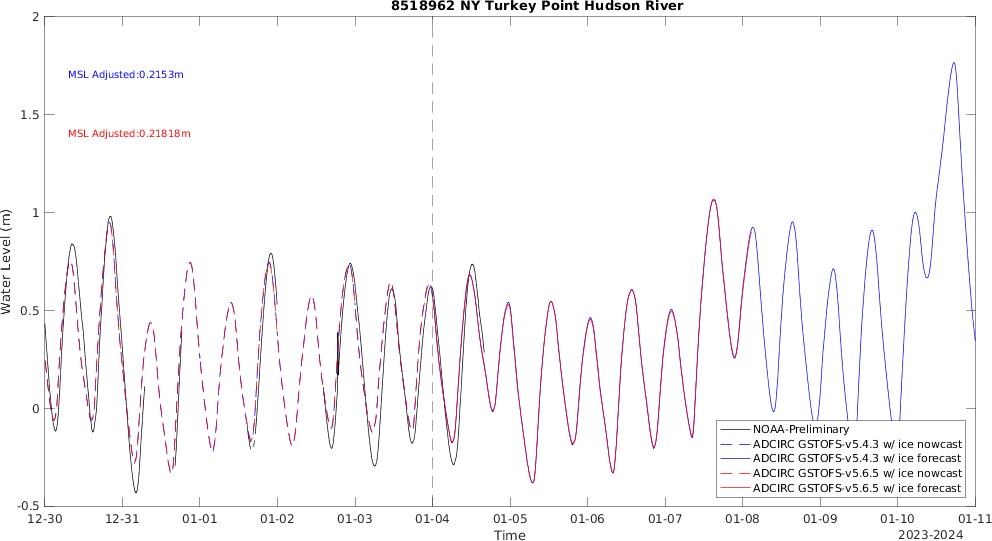 8518962 NY Turkey Point Hudson River
2
1.5
1
0.5
0
-0.5
Water Level (m)
MSL Adjusted:0.2153m
MSL Adjusted:0.21818m
NOAA-Preliminary
ADCIRC GSTOFS-v5.4.3 w/ ice nowcast
ADCIRC GSTOFS-v5.4.3 w/ ice forecast
ADCIRC GSTOFS-v5.6.5 w/ ice nowcast
ADCIRC GSTOFS-v5.6.5 w/ ice forecast
12-30 12-31 01-01 01-02 01-03 01-04 01-05 01-06 01-07 01-08 01-09 01-10 01-11
Time
2023-2024